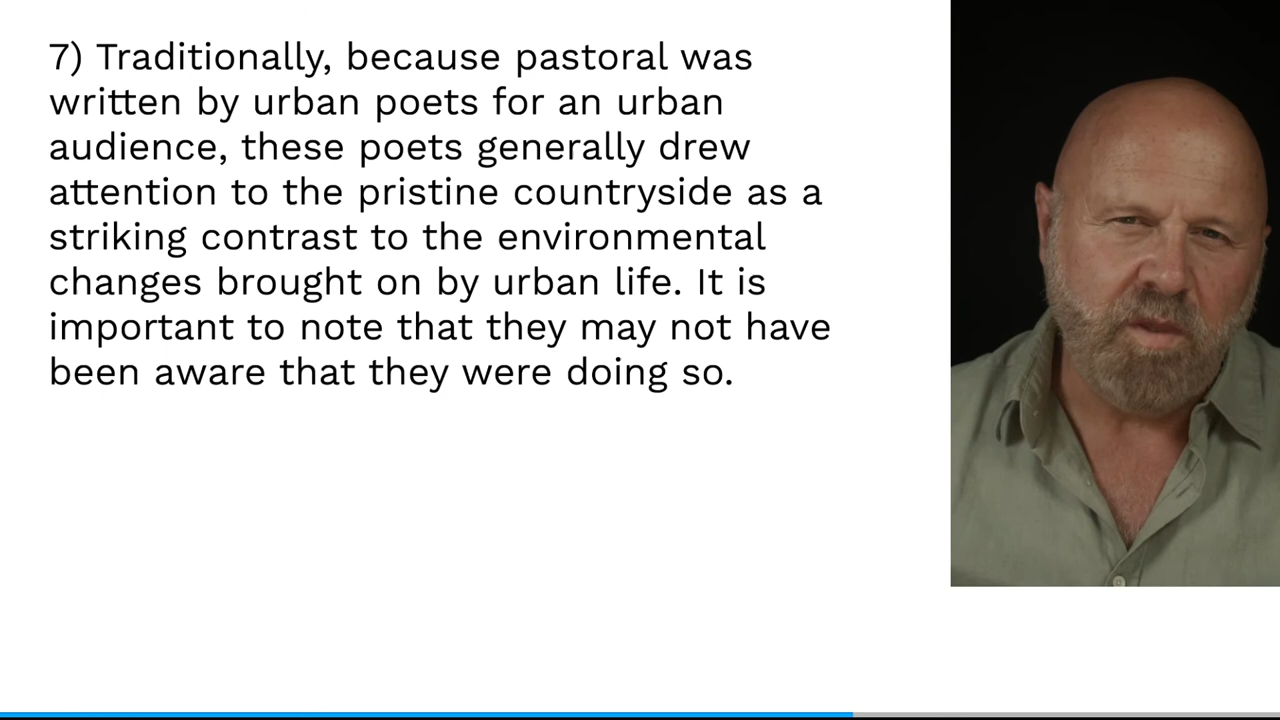 7) Traditionally, because pastoral was
written by urban poets for an urban
audience, these poets generally drew
attention to the pristine countryside as a
striking contrast to the environmental
changes brought on by urban life. It is
important to note that they may not have
been aware that they were doing so.